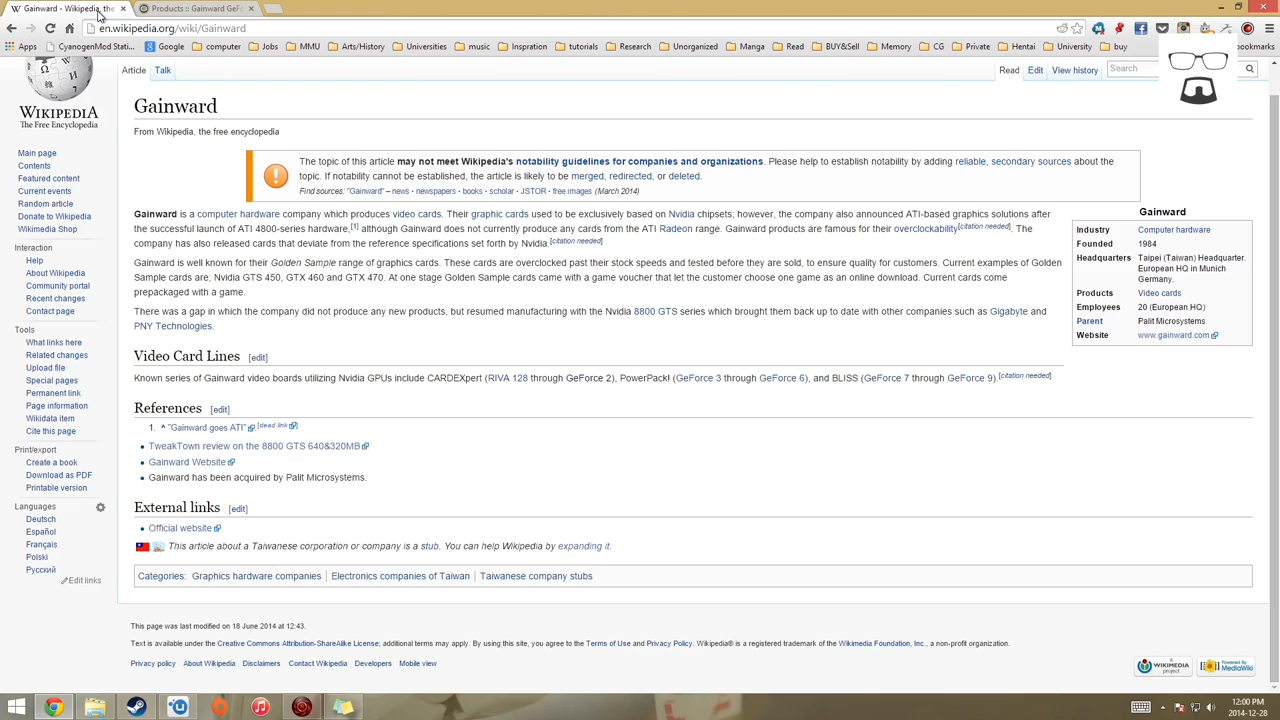 Gainward - Wikipedia, the
Products :: Gainward GeFo
en.wikipedia.org/wiki/Gainward
Apps CyanogenMod Stati... Google computer Jobs MMU Art/History Universities music Inspration tutorials Research Unorganized Manga Read BUY&Sell Memory CG Private Hentai University buy bookmarks
Article Talk Read Edit View history Search
WIKIPEDIA
The Free Encyclopedia
Main page
Contents
Featured content
Current events
Random article
Donate to Wikipedia
Wikimedia Shop
Interaction
Help
About Wikipedia
Community portal
Recent changes
Contact page
Tools
What links here
Related changes
Upload file
Special pages
Permanent link
Page information
Wikidata item
Cite this page
Print/export
Create a book
Download as PDF
Printable version
Languages
Deutsch
Español
Français
Polski
Русский
Edit links
Gainward
From Wikipedia, the free encyclopedia
The topic of this article may not meet Wikipedia's notability guidelines for companies and organizations. Please help to establish notability by adding reliable, secondary sources about the
topic. If notability cannot be established, the article is likely to be merged, redirected, or deleted.
Find sources: "Gainward" – news · newspapers · books · scholar · JSTOR · free images (March 2014)
Gainward is a computer hardware company which produces video cards. Their graphic cards used to be exclusively based on Nvidia chipsets; however, the company also announced ATI-based graphics solutions after
the successful launch of ATI 4800-series hardware,[1] although Gainward does not currently produce any cards from the ATI Radeon range. Gainward products are famous for their overclockability[citation needed]. The
company has also released cards that deviate from the reference specifications set forth by Nvidia.[citation needed]
Gainward is well known for their Golden Sample range of graphics cards. These cards are overclocked past their stock speeds and tested before they are sold, to ensure quality for customers. Current examples of Golden
Sample cards are; Nvidia GTS 450, GTX 460 and GTX 470. At one stage Golden Sample cards came with a game voucher that let the customer choose one game as an online download. Current cards come
prepackaged with a game.
There was a gap in which the company did not produce any new products, but resumed manufacturing with the Nvidia 8800 GTS series which brought them back up to date with other companies such as Gigabyte and
PNY Technologies.
Gainward
Industry Computer hardware
Founded 1984
Headquarters Taipei (Taiwan) Headquarter.
European HQ in Munich
Germany.
Products Video cards
Employees 20 (European HQ)
Parent Palit Microsystems
Website www.gainward.com
Video Card Lines [edit]
Known series of Gainward video boards utilizing Nvidia GPUs include CARDEXpert (RIVA 128 through GeForce 2), PowerPack! (GeForce 3 through GeForce 6), and BLISS (GeForce 7 through GeForce 9).[citation needed]
References [edit]
1. ^ "Gainward goes ATI" [dead link]
• TweakTown review on the 8800 GTS 640&320MB
• Gainward Website
• Gainward has been acquired by Palit Microsystems.
External links [edit]
• Official website
This article about a Taiwanese corporation or company is a stub. You can help Wikipedia by expanding it.
Categories: Graphics hardware companies | Electronics companies of Taiwan | Taiwanese company stubs
This page was last modified on 18 June 2014 at 12:43.
Text is available under the Creative Commons Attribution-ShareAlike License; additional terms may apply. By using this site, you agree to the Terms of Use and Privacy Policy. Wikipedia® is a registered trademark of the Wikimedia Foundation, Inc., a non-profit organization.
Privacy policy About Wikipedia Disclaimers Contact Wikipedia Developers Mobile view
WIKIMEDIA project
Powered By MediaWiki
12:00 PM
2014-12-28